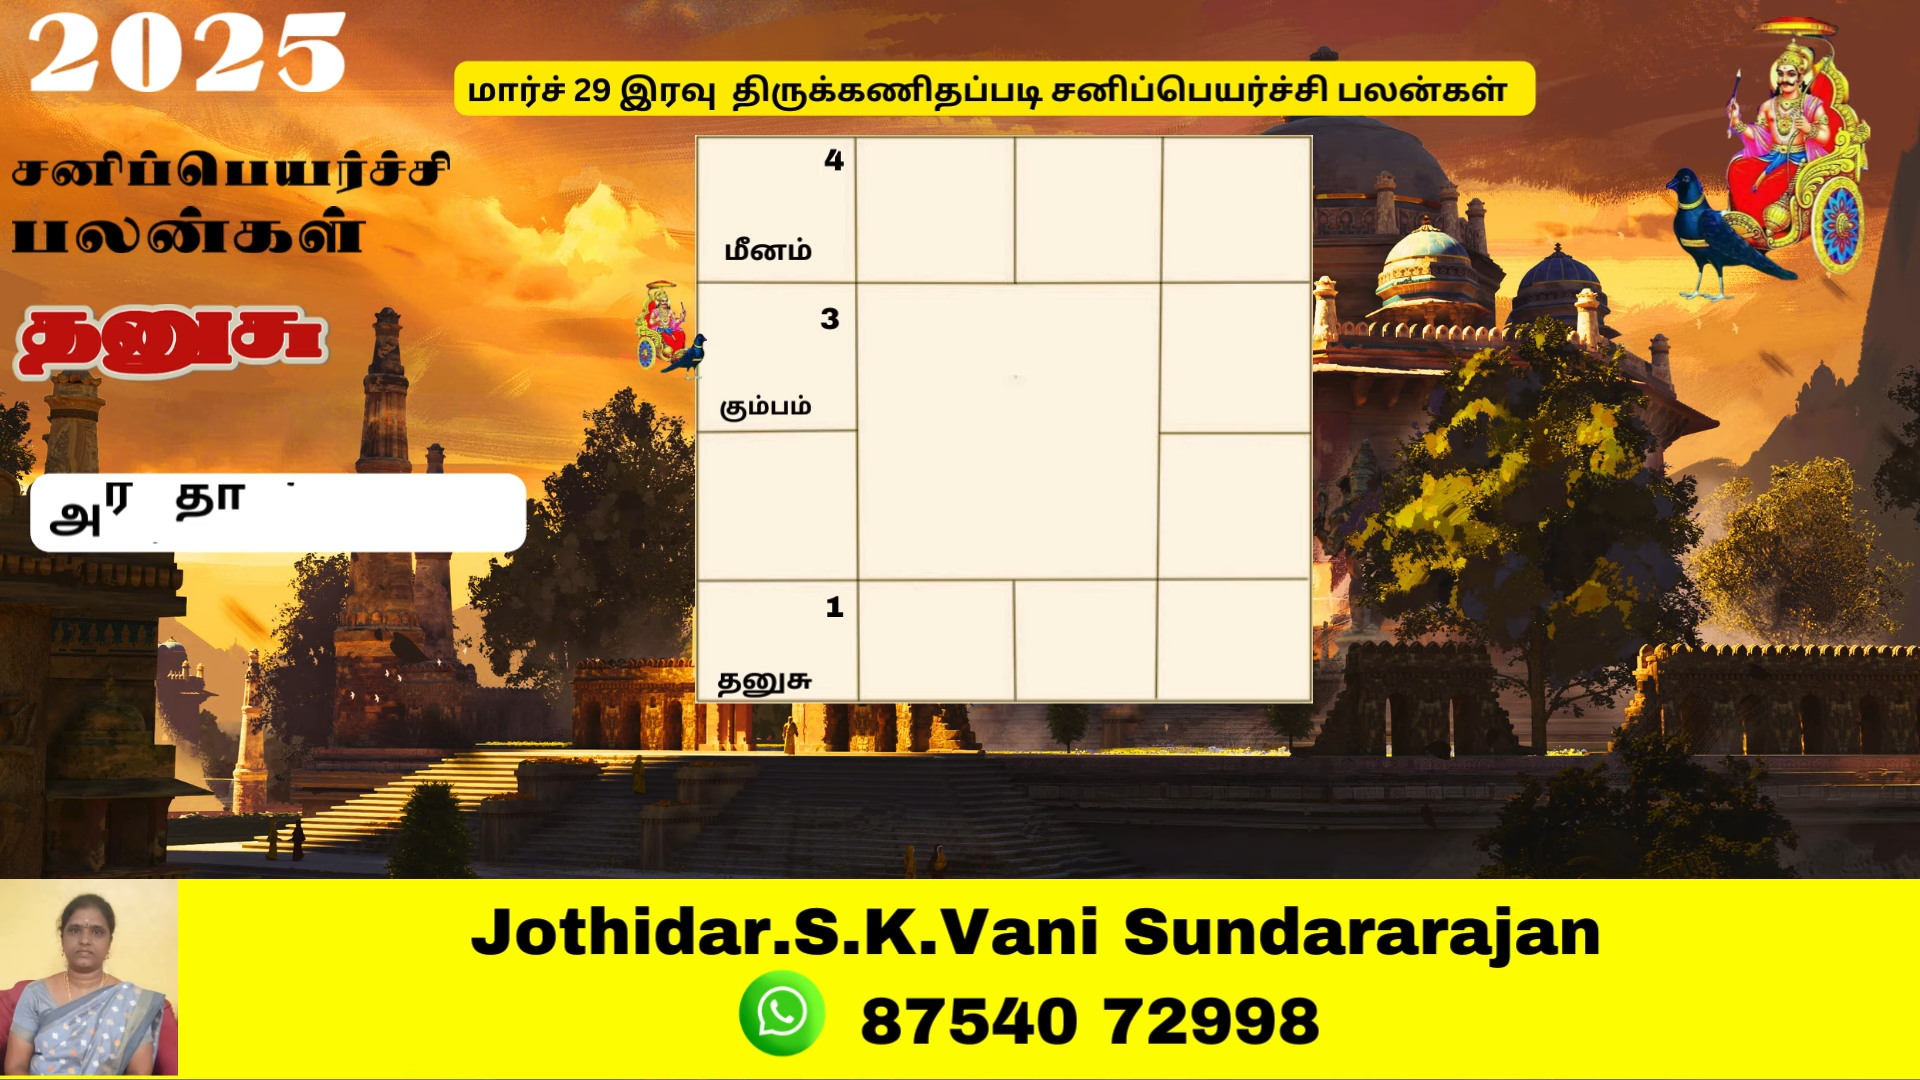 2025
மார்ச் 29 இரவு திருக்கணிதப்படி சனிப்பெயர்ச்சி பலன்கள்
சனிப்பெயர்ச்சி
பலன்கள்
தனுசு
4
மீனம்
3
கும்பம்
1
தனுசு
Jothidar.S.K.Vani Sundararajan
87540 72998